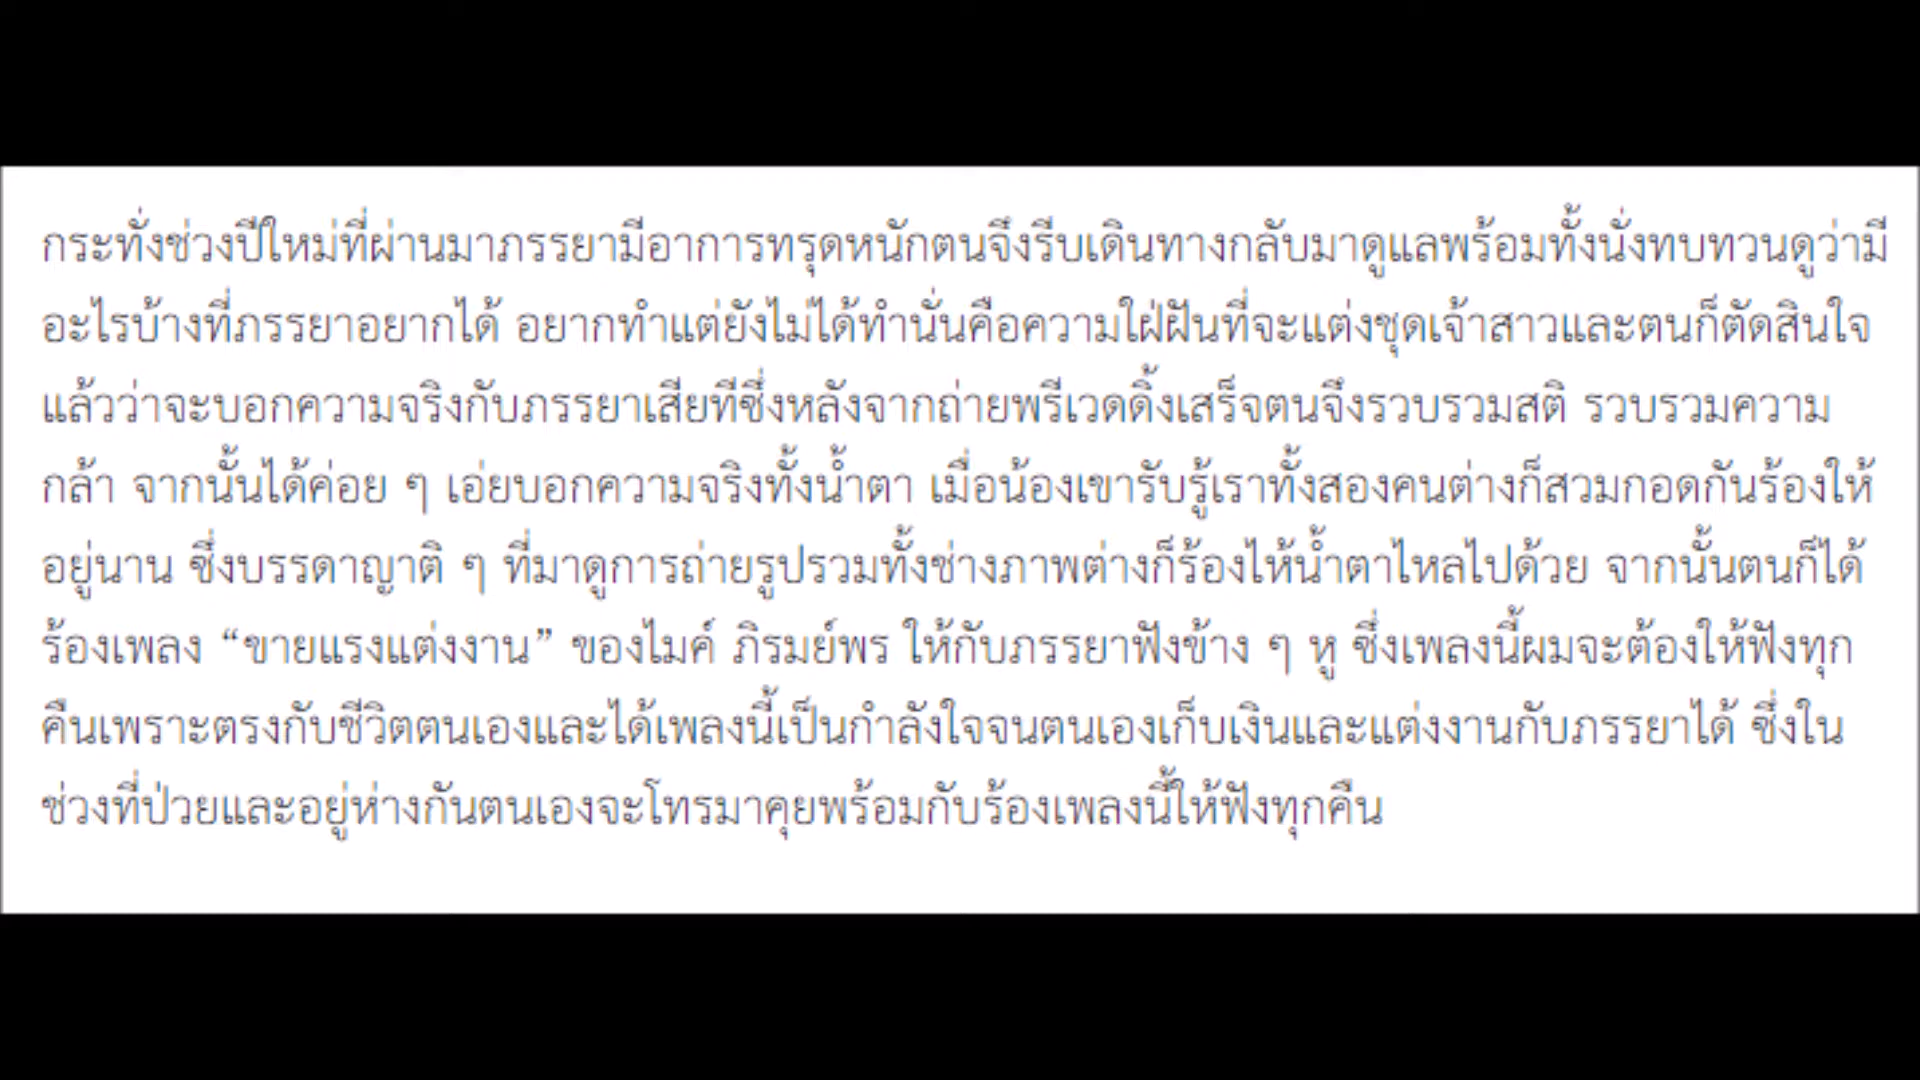 กระทั่งช่วงปีใหม่ที่ผ่านมาภรรยามีอาการทรุดหนักตนจึงรีบเดินทางกลับมาดูแลพร้อมทั้งนั่งทบทวนดูว่ามี
อะไรบ้างที่ภรรยาอยากได้ อยากทำแต่ยังไม่ได้ทำนั่นคือความใฝ่ฝันที่จะแต่งชุดเจ้าสาวและตนก็ตัดสินใจ
แล้วว่าจะบอกความจริงกับภรรยาเสียทีซึ่งหลังจากถ่ายพรีเวดดิ้งเสร็จตนจึงรวบรวมสติ รวบรวมความ
กล้า จากนั้นได้ค่อย ๆ เอ่ยบอกความจริงทั้งน้ำตา เมื่อน้องเขารับรู้เราทั้งสองคนต่างก็สวมกอดกันร้องให้
อยู่นาน ซึ่งบรรดาญาติ ๆ ที่มาดูการถ่ายรูปรวมทั้งช่างภาพต่างก็ร้องไห้น้ำตาไหลไปด้วย จากนั้นตนก็ได้
ร้องเพลง “ขายแรงแต่งงาน” ของไมค์ ภิรมย์พร ให้กับภรรยาฟังข้าง ๆ หู ซึ่งเพลงนี้ผมจะต้องให้ฟังทุก
คืนเพราะตรงกับชีวิตตนเองและได้เพลงนี้เป็นกำลังใจจนตนเองเก็บเงินและแต่งงานกับภรรยาได้ ซึ่งใน
ช่วงที่ป่วยและอยู่ห่างกันตนเองจะโทรมาคุยพร้อมกับร้องเพลงนี้ให้ฟังทุกคืน